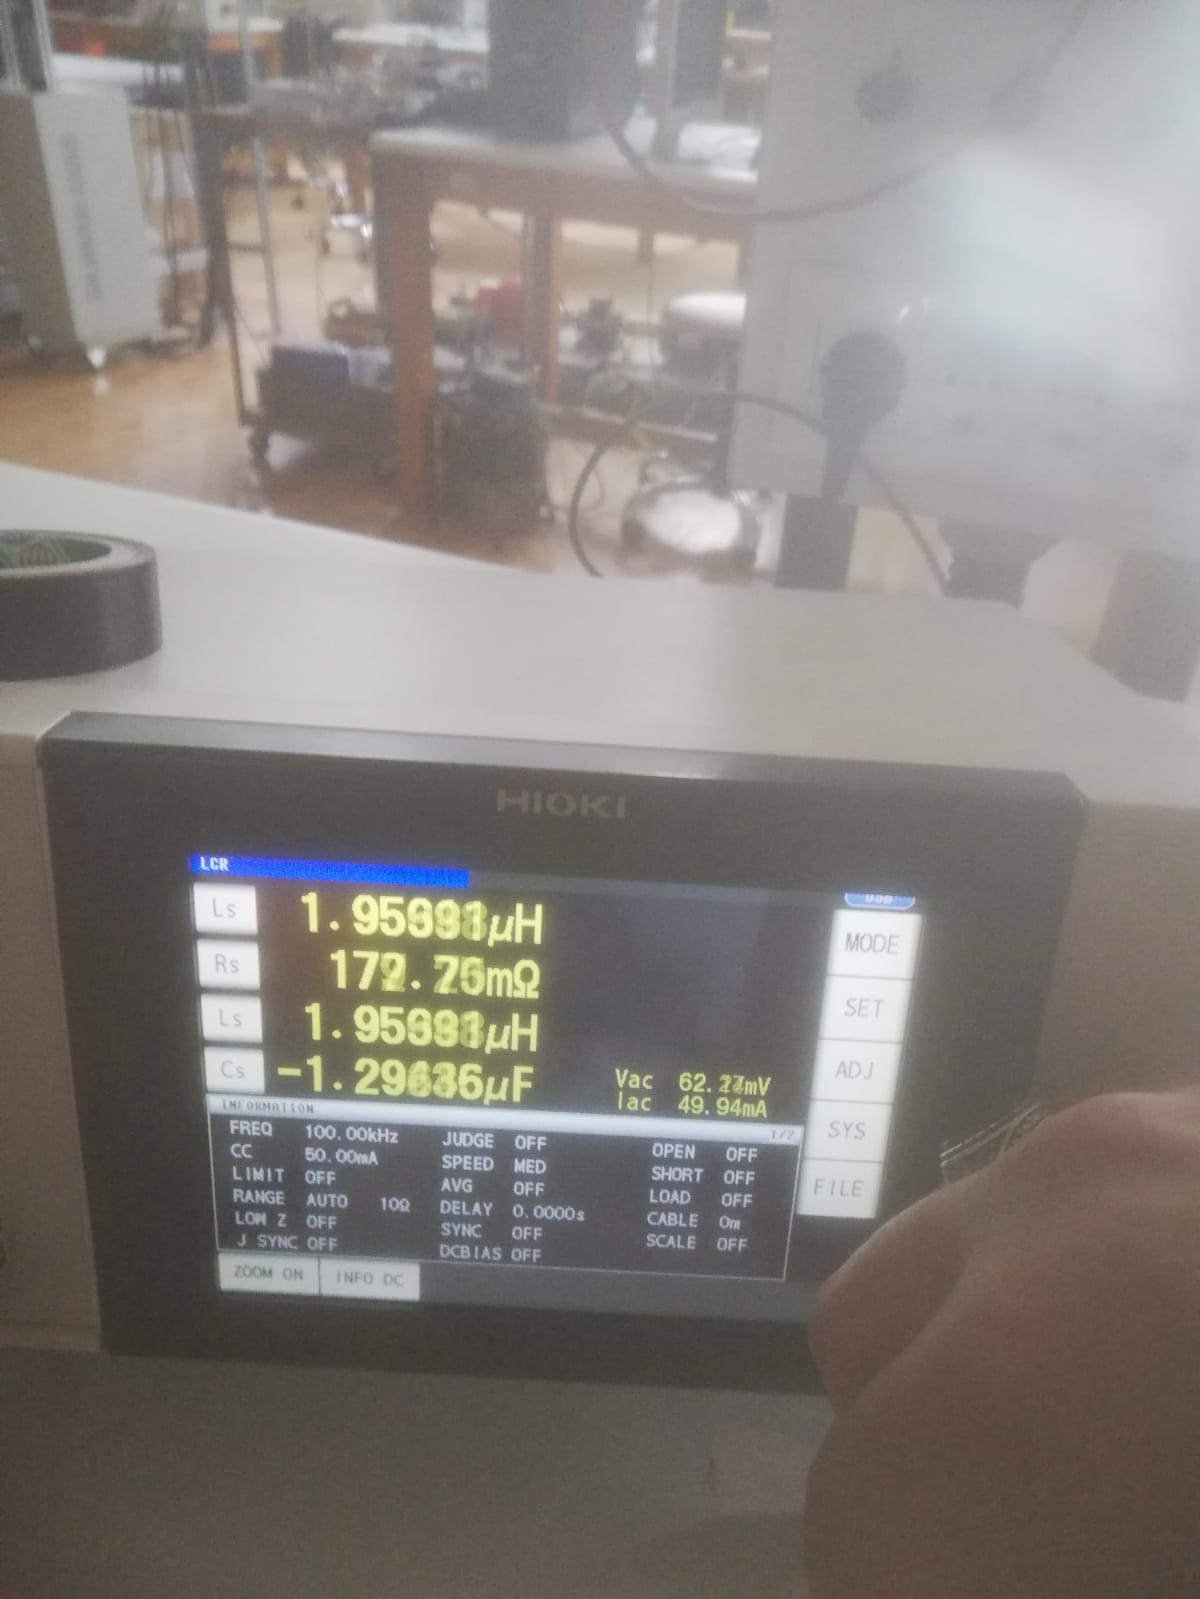 HIOKI
LCR
USB
Ls
Rs
Ls
Cs
Vac
Iac 49.94mA
MODE
SET
ADJ
SYS
FILE
INFORMATION 1/2
FREQ 100.00kHz JUDGE OFF OPEN OFF
CC 50.00mA SPEED MED SHORT OFF
LIMIT OFF AVG OFF LOAD OFF
RANGE AUTO 10Ω DELAY 0.0000s CABLE 0m
LOW Z OFF SYNC OFF SCALE OFF
J SYNC OFF DCBIAS OFF
ZOOM ON INFO DC